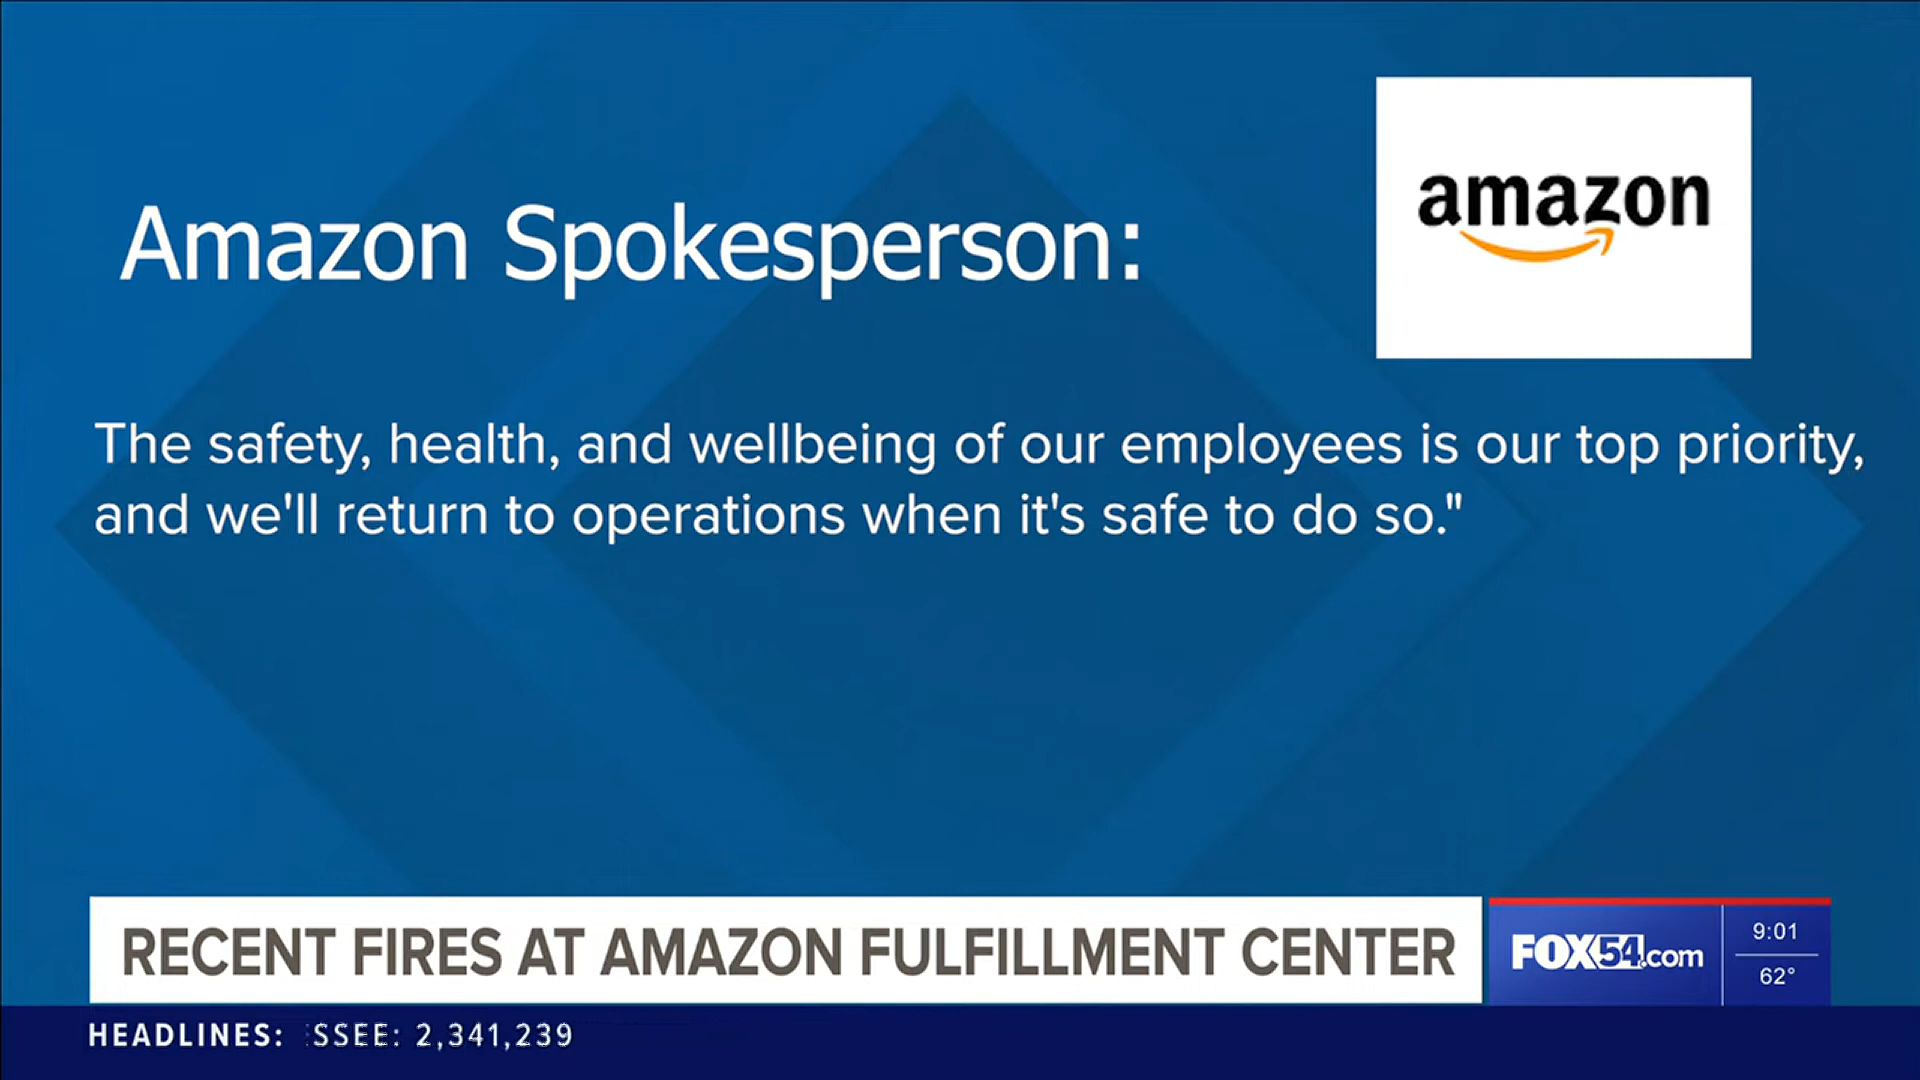 amazon
Amazon Spokesperson:
The safety, health, and wellbeing of our employees is our top priority,
and we'll return to operations when it's safe to do so."
RECENT FIRES AT AMAZON FULFILLMENT CENTER
FOX54.com
9:01
62°
HEADLINES: SSEE: 2,341,239